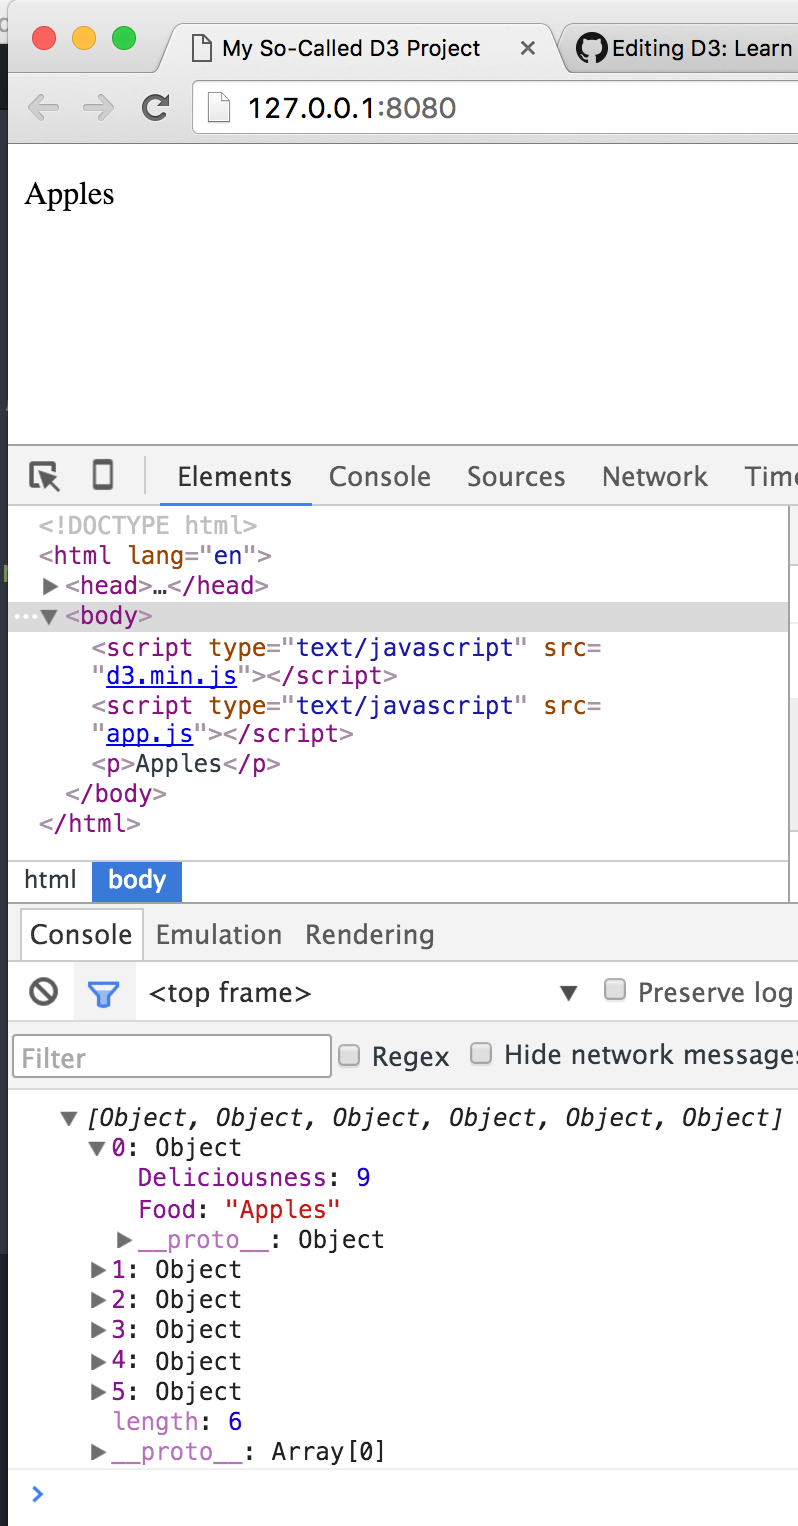 My So-Called D3 Project
Editing D3: Learn
127.0.0.1:8080
Apples
Elements Console Sources Network Time
<!DOCTYPE html>
<html lang="en">
<head>…</head>
<body>
<script type="text/javascript" src=
"d3.min.js"></script>
<script type="text/javascript" src=
"app.js"></script>
<p>Apples</p>
</body>
</html>
html body
Console Emulation Rendering
<top frame> Preserve log
Filter Regex Hide network messages
[Object, Object, Object, Object, Object, Object]
0: Object
Deliciousness: 9
Food: "Apples"
__proto__: Object
1: Object
2: Object
3: Object
4: Object
5: Object
length: 6
__proto__: Array[0]